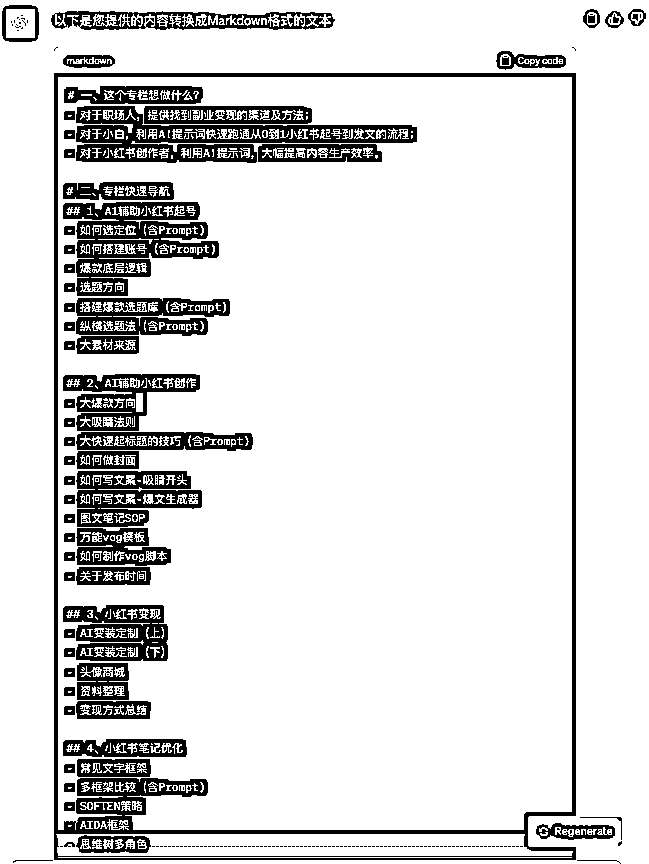 以下是您提供的内容转换成Markdown格式的文本
markdown
Copy code
# 一、这个专栏想做什么?
- 对于职场人，提供找到副业变现的渠道及方法；
- 对于小白，利用AI提示词快速跑通从0到1小红书起号到发文的流程；
- 对于小红书创作者，利用AI提示词，大幅提高内容生产效率。
# 二、专栏快速导航
## 1、AI辅助小红书起号
- 如何选定位（含Prompt）
- 如何搭建账号（含Prompt）
- 爆款底层逻辑
- 选题方向
- 搭建爆款选题库（含Prompt）
- 纵横选题法（含Prompt）
- 大素材来源
## 2、AI辅助小红书创作
- 大爆款方向
- 大吸睛法则
- 大快速起标题的技巧（含Prompt）
- 如何做封面
- 如何写文案-吸睛开头
- 如何写文案-爆文生成器
- 图文笔记SOP
- 万能vog模板
- 如何制作vog脚本
- 关于发布时间
## 3、小红书变现
- AI变装定制（上）
- AI变装定制（下）
- 头像商城
- 资料整理
- 变现方式总结
## 4、小红书笔记优化
- 常见文字框架
- 多框架比较（含Prompt）
- SOFTEN策略
- AIDA框架
- 思维树多角色
Regenerate